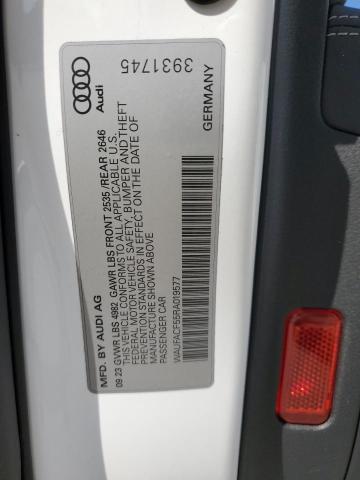 Audi
3931745
GERMANY
MFD. BY AUDI AG
09 23 GVWR LBS 4982 GAWR LBS FRONT 2535 /REAR 2646
THIS VEHICLE CONFORMS TO ALL APPLICABLE U.S.
FEDERAL MOTOR VEHICLE SAFETY, BUMPER AND THEFT
PREVENTION STANDARDS IN EFFECT ON THE DATE OF
MANUFACTURE SHOWN ABOVE
PASSENGER CAR
WAUFACF55RA019577